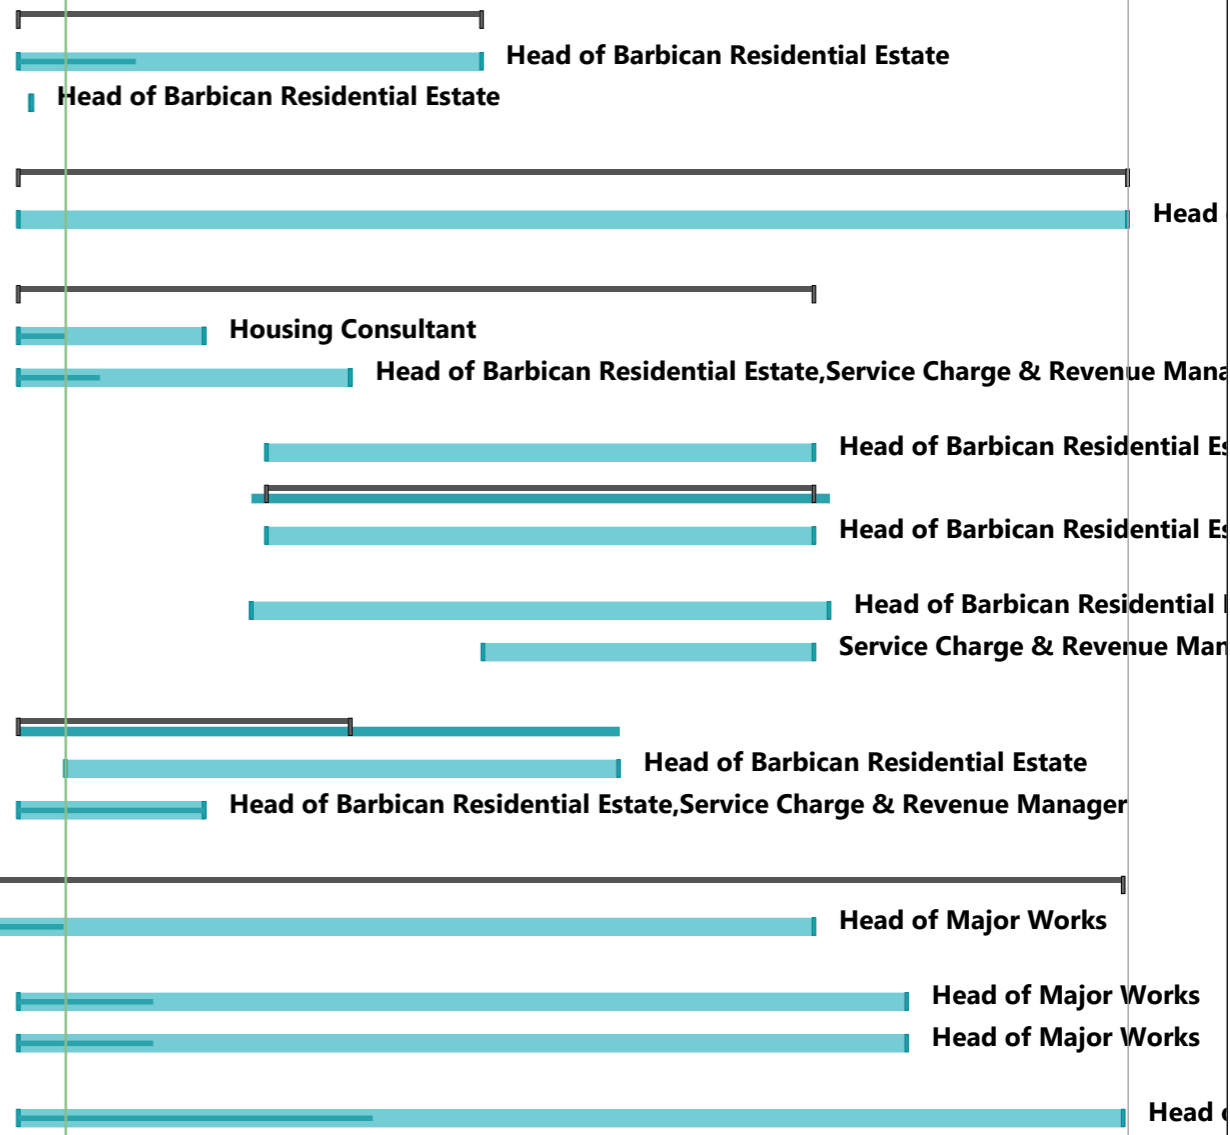 Head of Barbican Residential Estate
Head of Barbican Residential Estate
Head
Housing Consultant
Head of Barbican Residential Estate,Service Charge & Revenue
Head of Barbican Residential
Head of Barbican Residential
Head of Barbican Residential
Service Charge & Revenue
Head of Barbican Residential Estate
Head of Barbican Residential Estate,Service Charge & Revenue Manager
Head of Major Works
Head of Major Works
Head of Major Works
Head